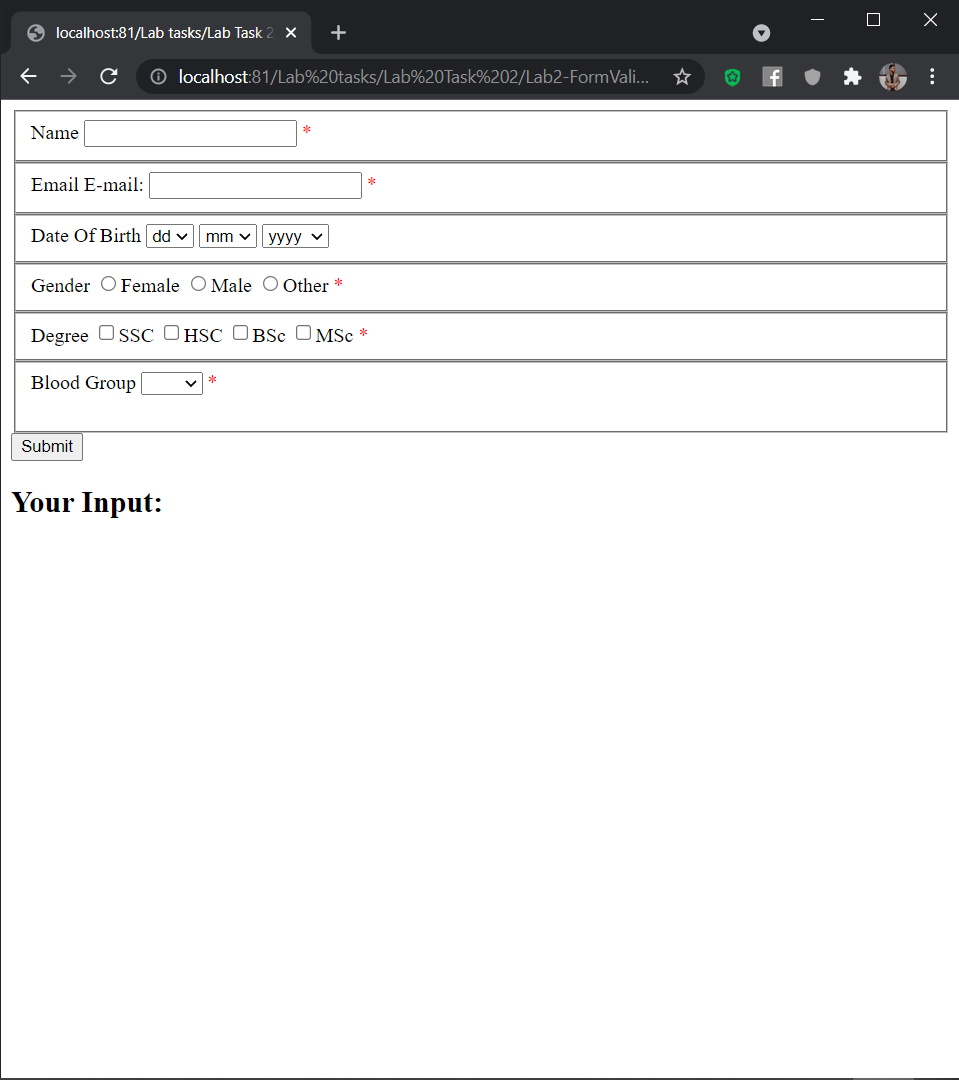 localhost:81/Lab tasks/Lab Task 2
localhost:81/Lab%20tasks/Lab%20Task%202/Lab2-FormVali...
Name *
Email E-mail: *
Date Of Birth dd mm yyyy
Gender Female Male Other *
Degree SSC HSC BSc MSc *
Blood Group *
Submit
Your Input: